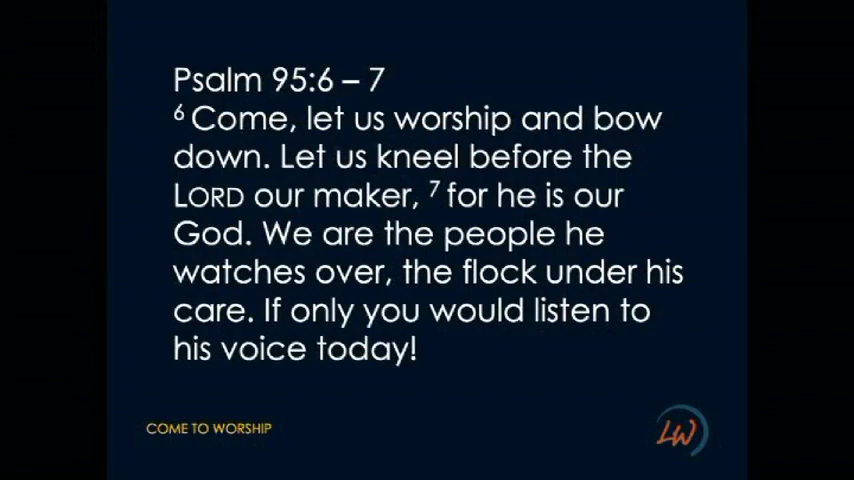 Psalm 95:6 – 7
6 Come, let us worship and bow
down. Let us kneel before the
LORD our maker, 7 for he is our
God. We are the people he
watches over, the flock under his
care. If only you would listen to
his voice today!
COME TO WORSHIP
LW